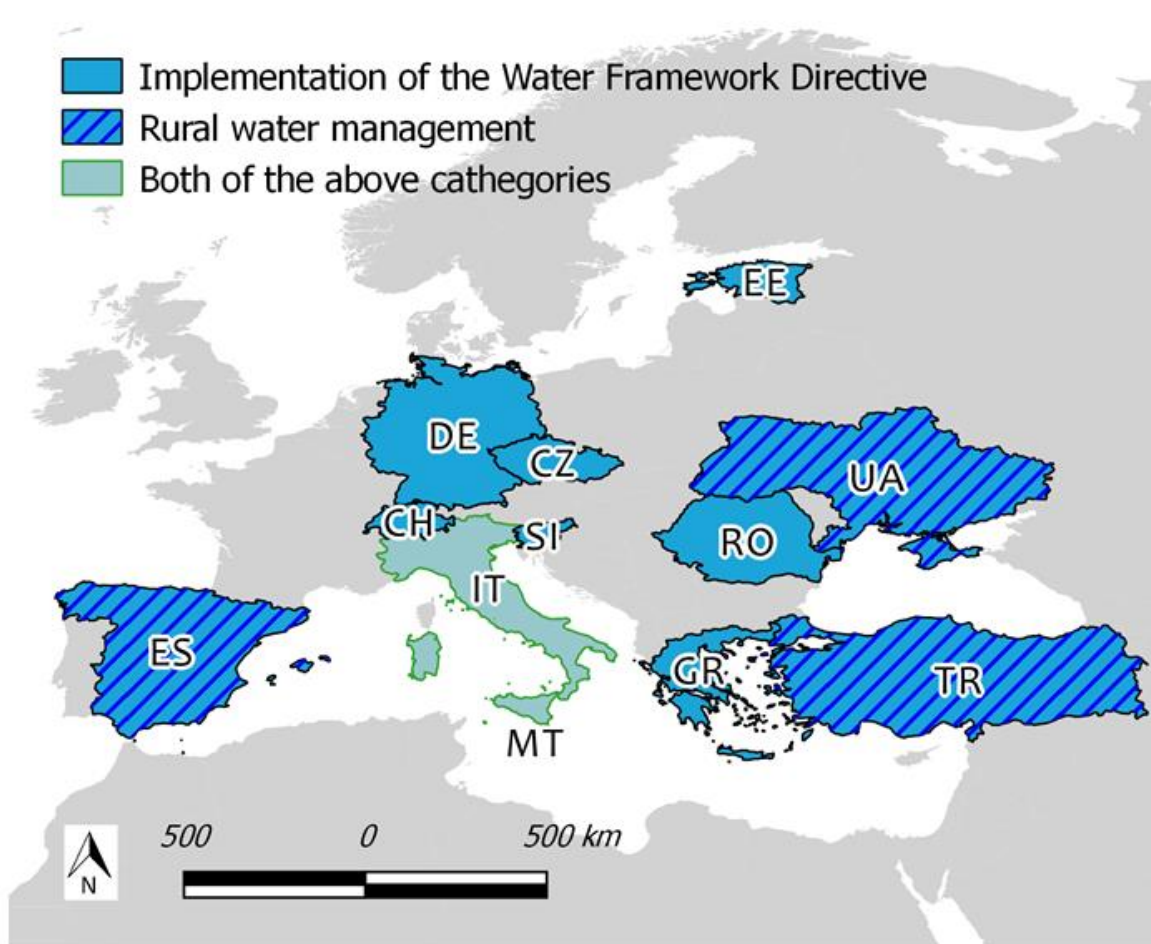 Implementation of the Water Framework Directive
Rural water management
Both of the above cathegories
EE
DE
CZ
UA
CH
SI
RO
IT
ES
GR
TR
MT
500 0 500 km
N